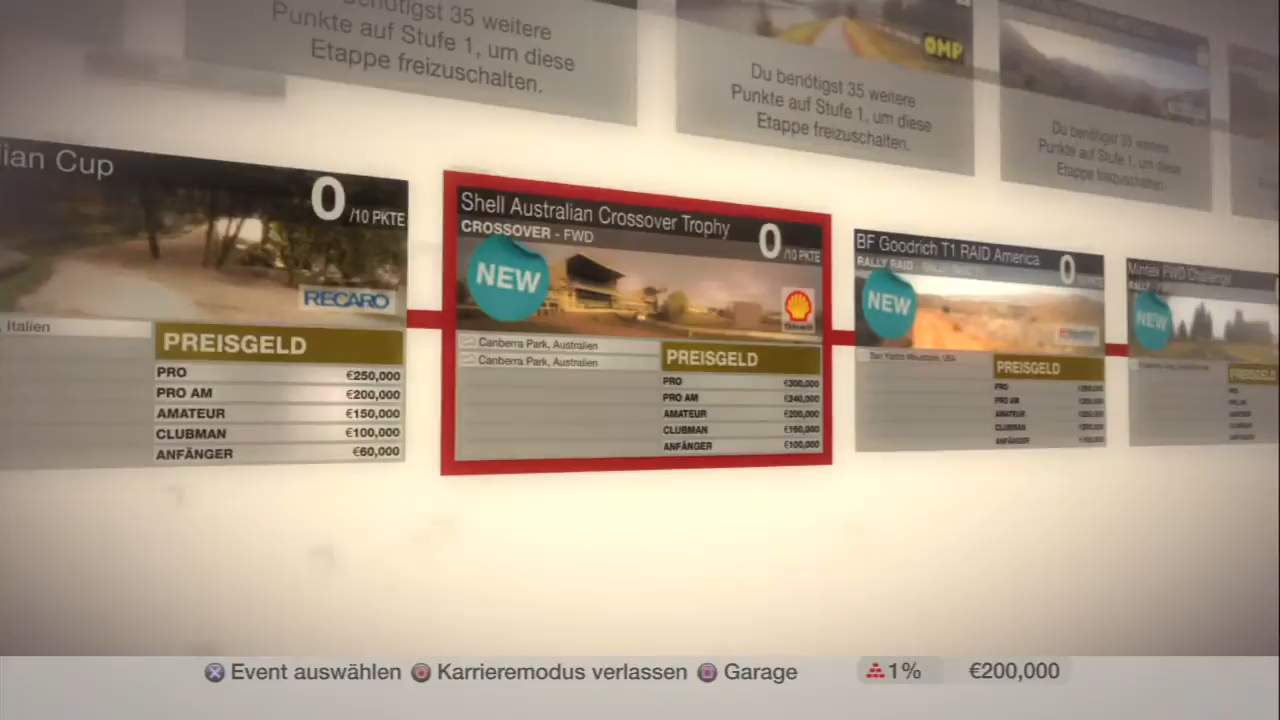 35 weitere
Punkte auf Stufe 1, um diese
Etappe freizuschalten.
OMP
Du benötigst 35 weitere
Punkte auf Stufe 1, um diese
Etappe freizuschalten.
Du benötigst 35 weitere
Punkte auf Stufe 1, um diese
Etappe freizuschalten.
Cup
0 /10 PKTE
RECARO
, Italien
PREISGELD
PRO €250,000
PRO AM €200,000
AMATEUR €150,000
CLUBMAN €100,000
ANFÄNGER €60,000
Shell Australian Crossover Trophy
CROSSOVER - FWD
0 /10 PKTE
NEW
Shell
Canberra Park, Australien
Canberra Park, Australien
PREISGELD
PRO €300,000
PRO AM €240,000
AMATEUR €200,000
CLUBMAN €160,000
ANFÄNGER €100,000
BF Goodrich T1 RAID America
RALLY RAID
0
NEW
PREISGELD
PRO
PRO AM
AMATEUR
CLUBMAN
ANFÄNGER
Mintex FWD Challenge
NEW
PREISGELD
Event auswählen
Karrieremodus verlassen
Garage
1%
€200,000